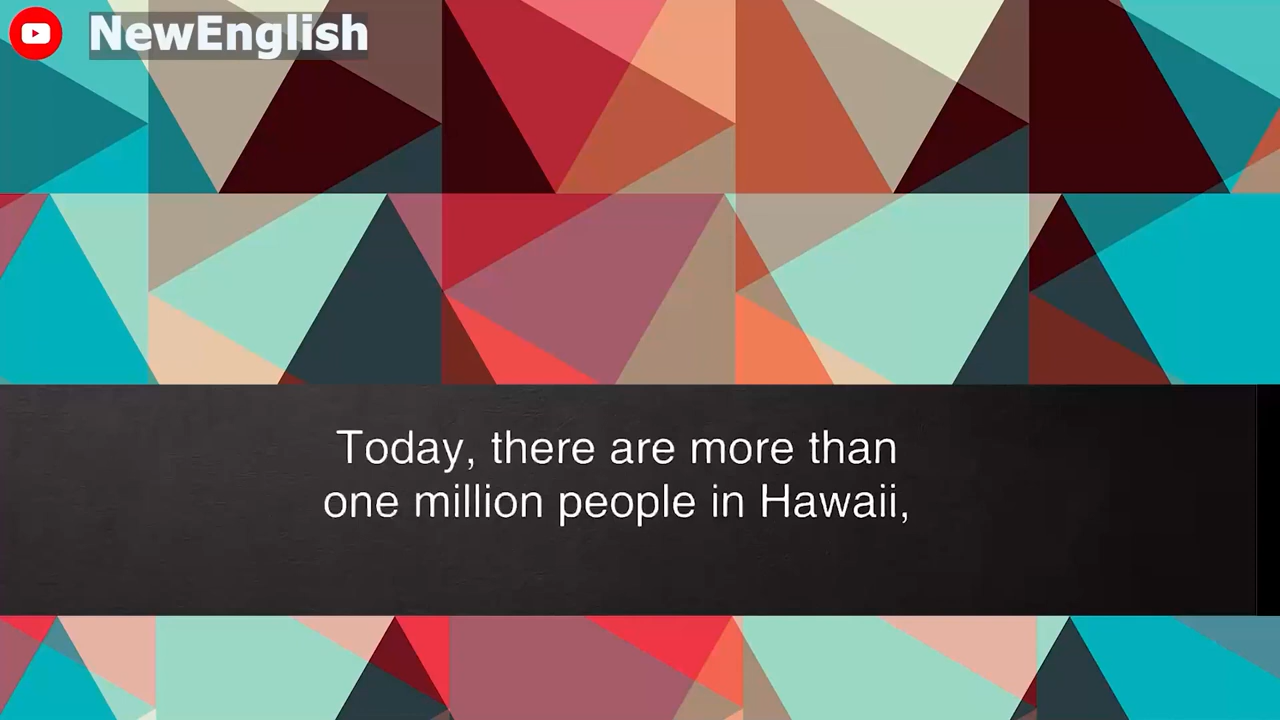 NewEnglish
Today, there are more than
one million people in Hawaii,